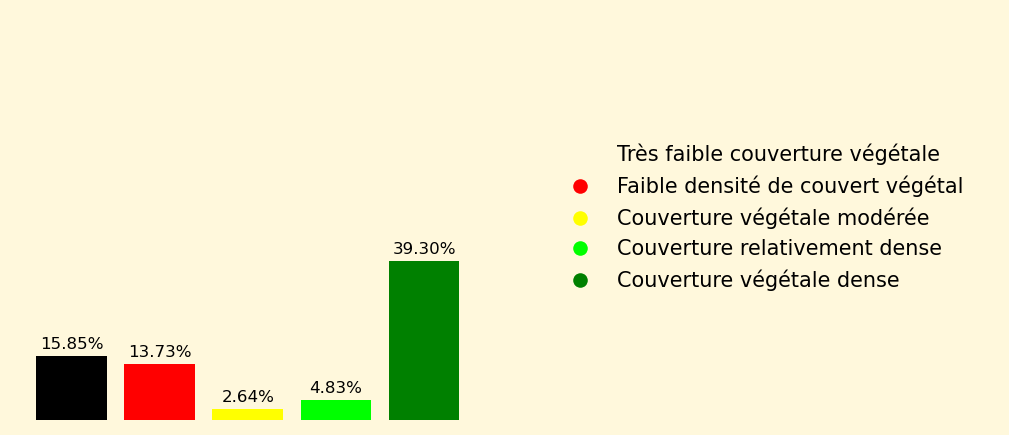 15.85%
13.73%
2.64%
4.83%
39.30%
Très faible couverture végétale
Faible densité de couvert végétal
Couverture végétale modérée
Couverture relativement dense
Couverture végétale dense